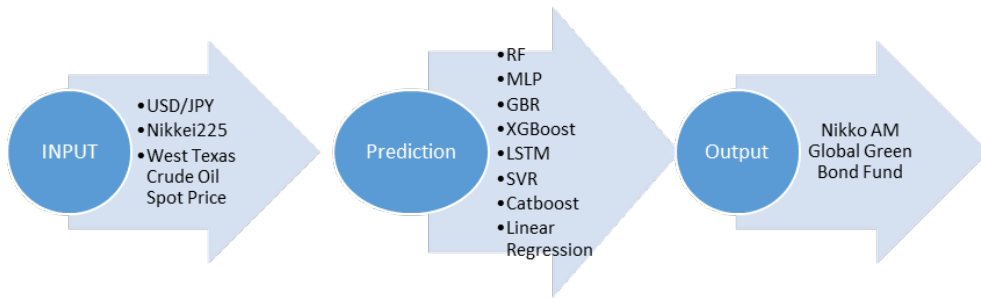 INPUT
•USD/JPY
•Nikkei225
•West Texas
Crude Oil
Spot Price
Prediction
•RF
•MLP
•GBR
•XGBoost
•LSTM
•SVR
•Catboost
•Linear
Regression
Output
Nikko AM
Global Green
Bond Fund